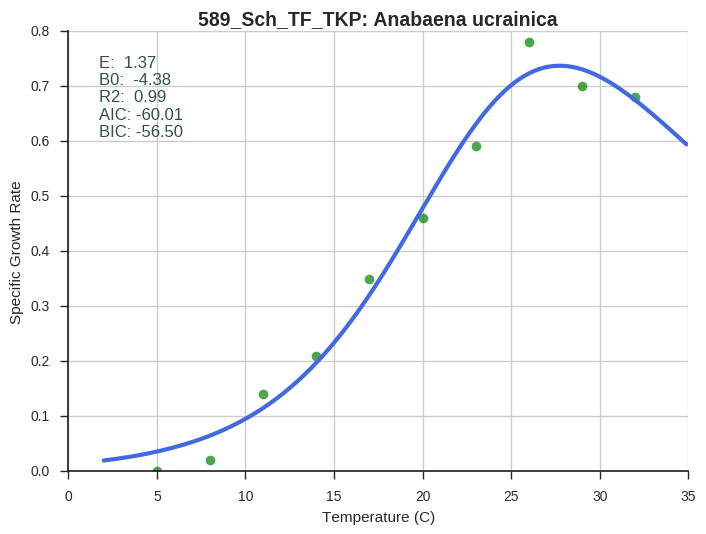 589_Sch_TF_TKP: Anabaena ucrainica
E: 1.37
B0: -4.38
R2: 0.99
AIC: -60.01
BIC: -56.50
Specific Growth Rate
0.8
0.7
0.6
0.5
0.4
0.3
0.2
0.1
0.0
0 5 10 15 20 25 30 35
Temperature (C)